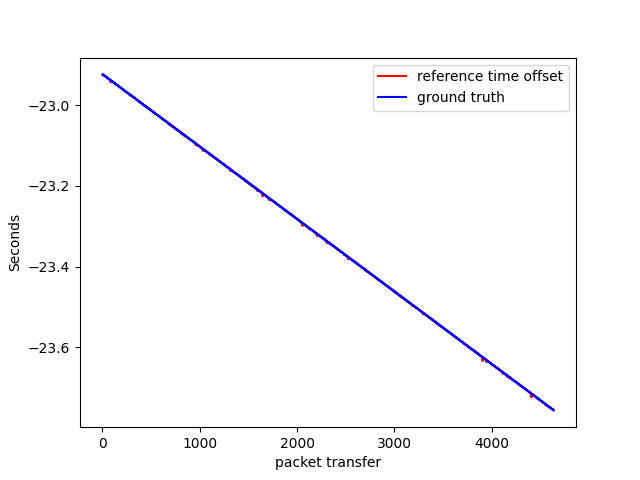 reference time offset
ground truth
Seconds
−23.0
−23.2
−23.4
−23.6
0
1000
2000
3000
4000
packet transfer